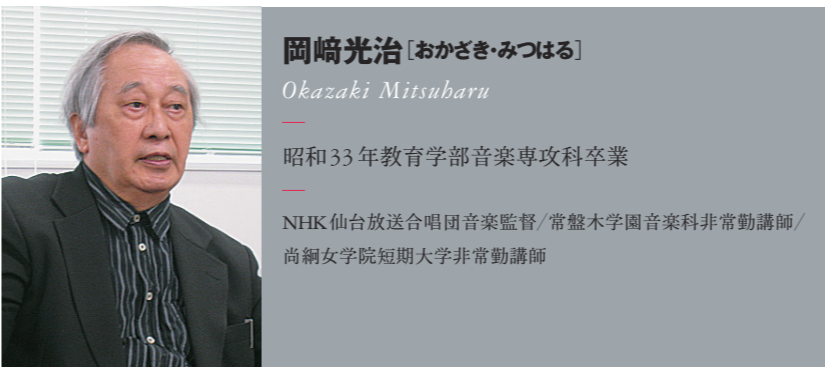 岡﨑光治[おかざき・みつはる]
Okazaki Mitsuharu
昭和33年教育学部音楽専攻科卒業
NHK仙台放送合唱団音楽監督/常盤木学園音楽科非常勤講師/
尚絅女学院短期大学非常勤講師